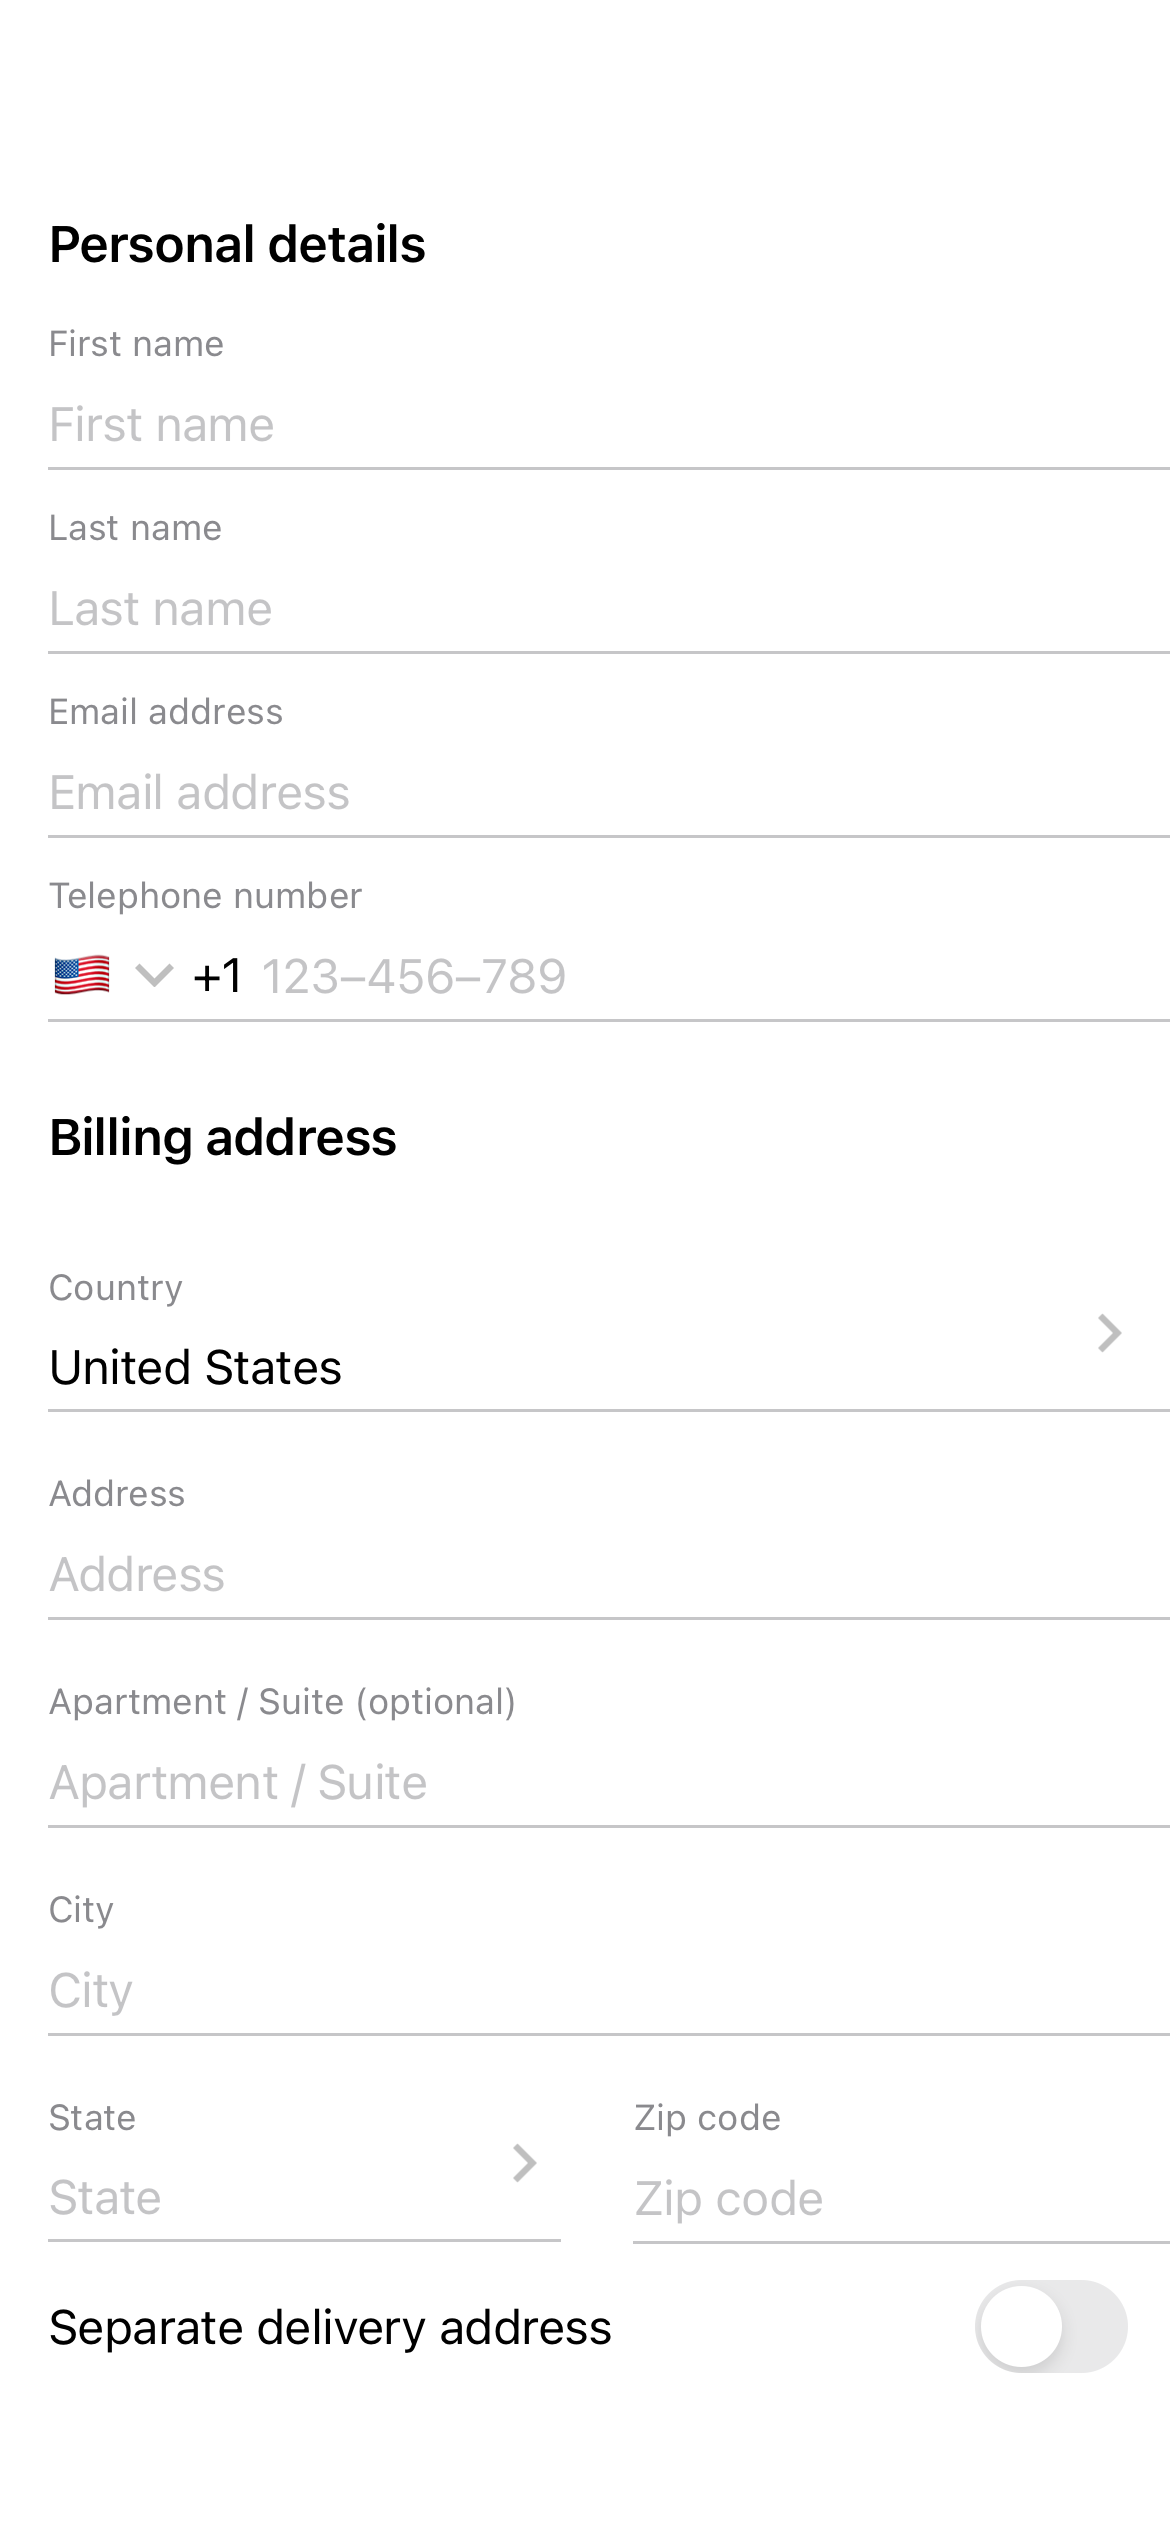 Personal details
First name
First name
Last name
Last name
Email address
Email address
Telephone number
+1 123–456–789
Billing address
Country
United States
Address
Address
Apartment / Suite (optional)
Apartment / Suite
City
City
State Zip code
State Zip code
Separate delivery address